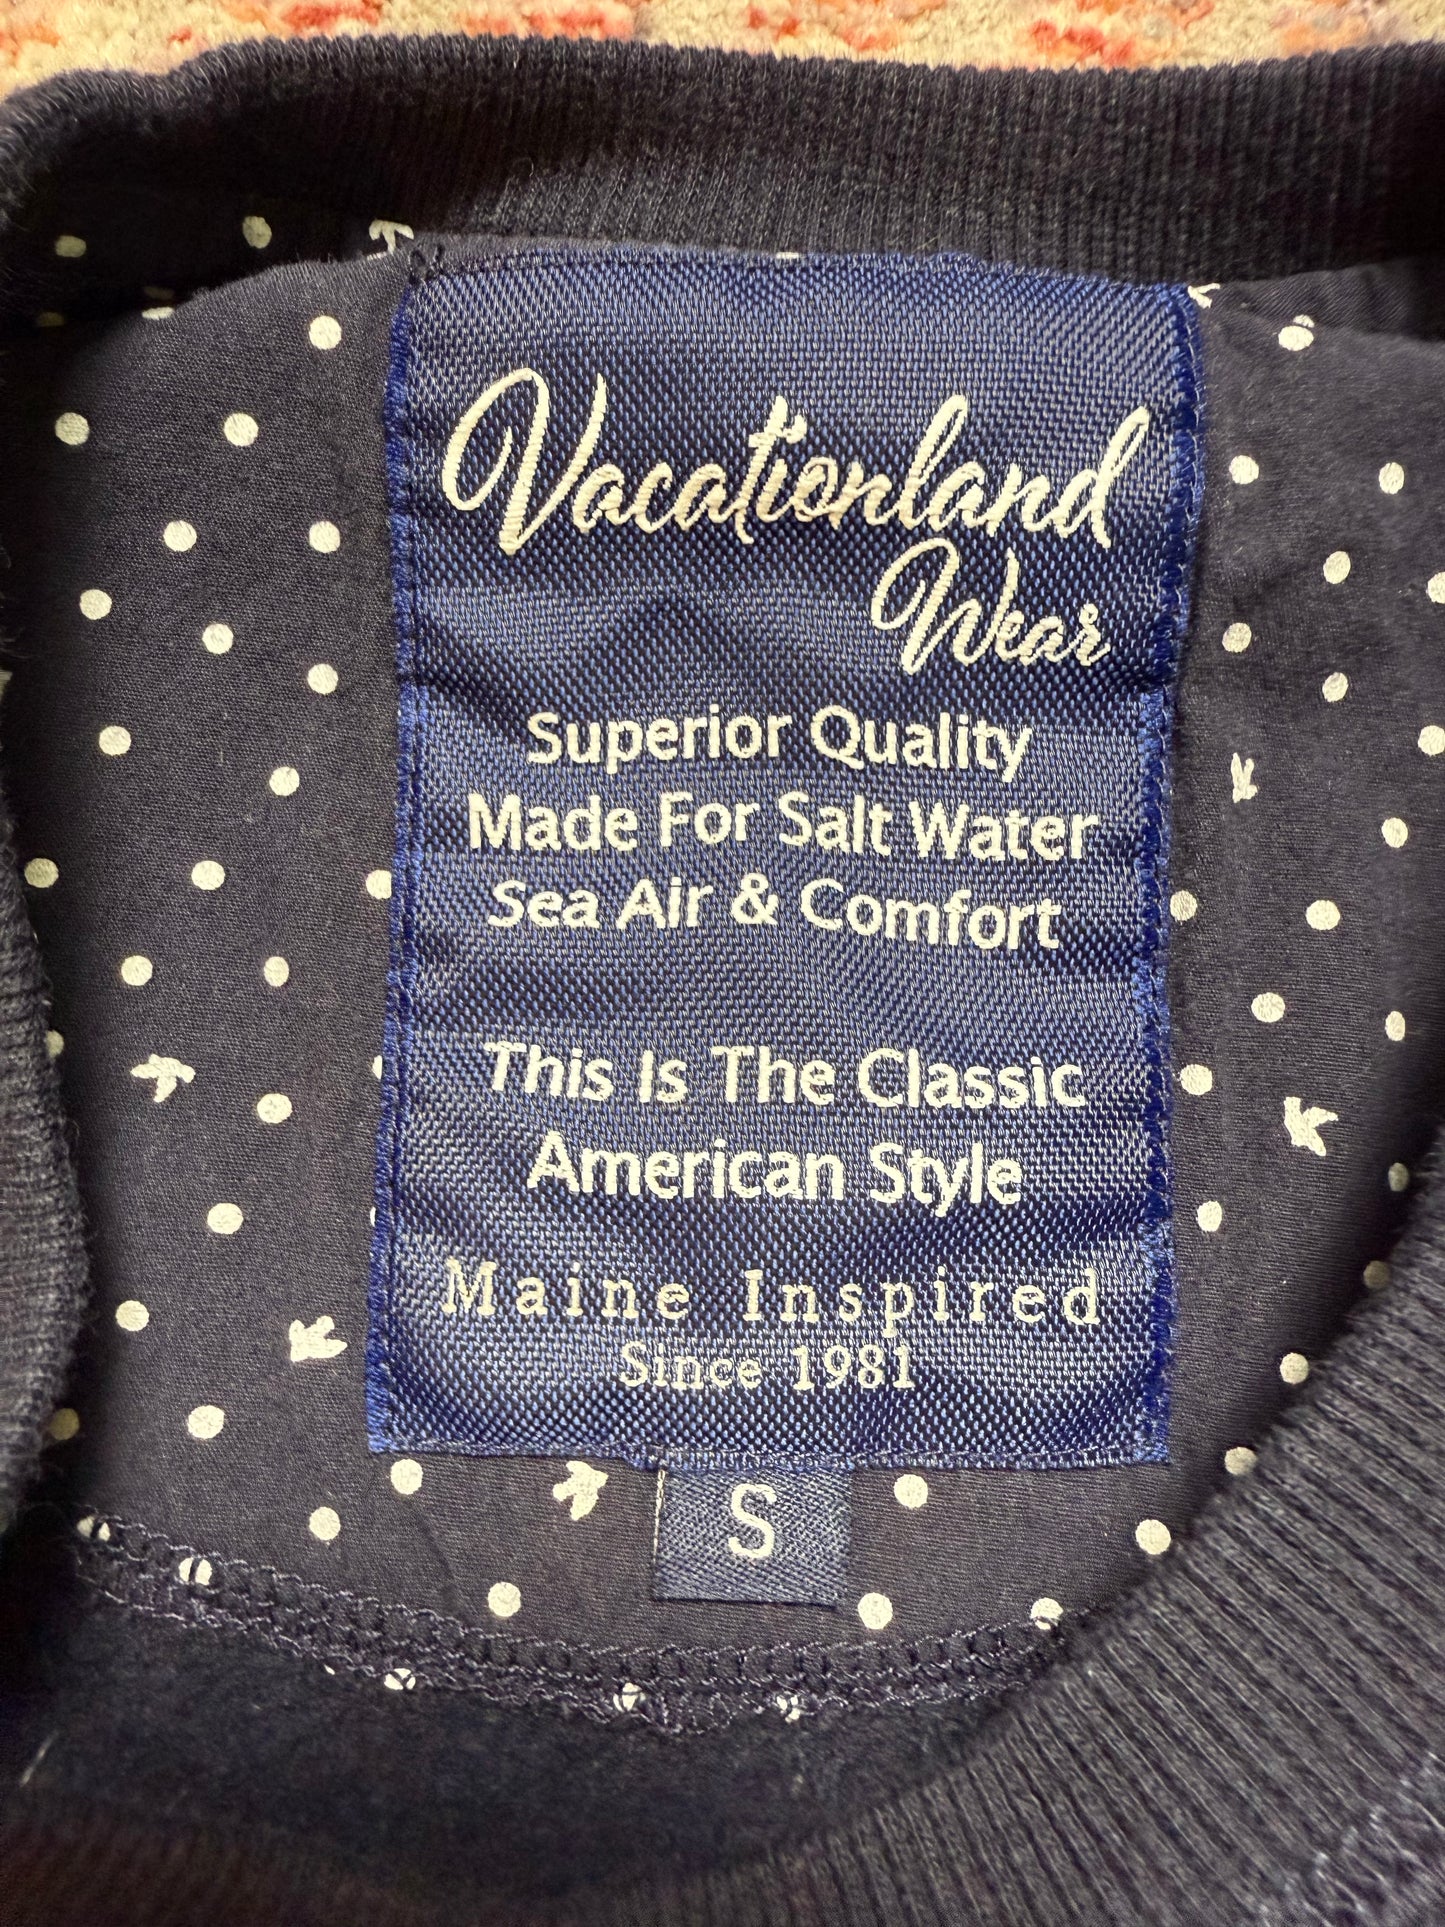 Vacationland
Wear
Superior Quality
Made For Salt Water
Sea Air & Comfort
This Is The Classic
American Style
Maine Inspired
Since 1981
S